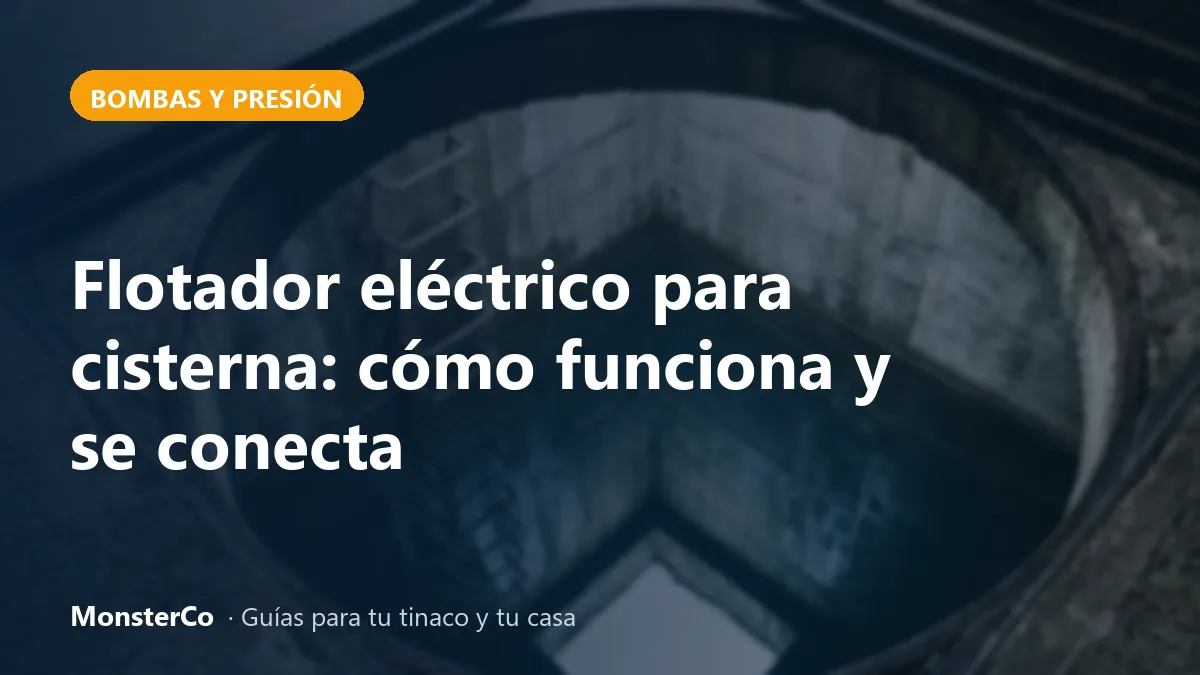 BOMBAS Y PRESIÓN
Flotador eléctrico para
cisterna: cómo funciona y
se conecta
MonsterCo · Guías para tu tinaco y tu casa